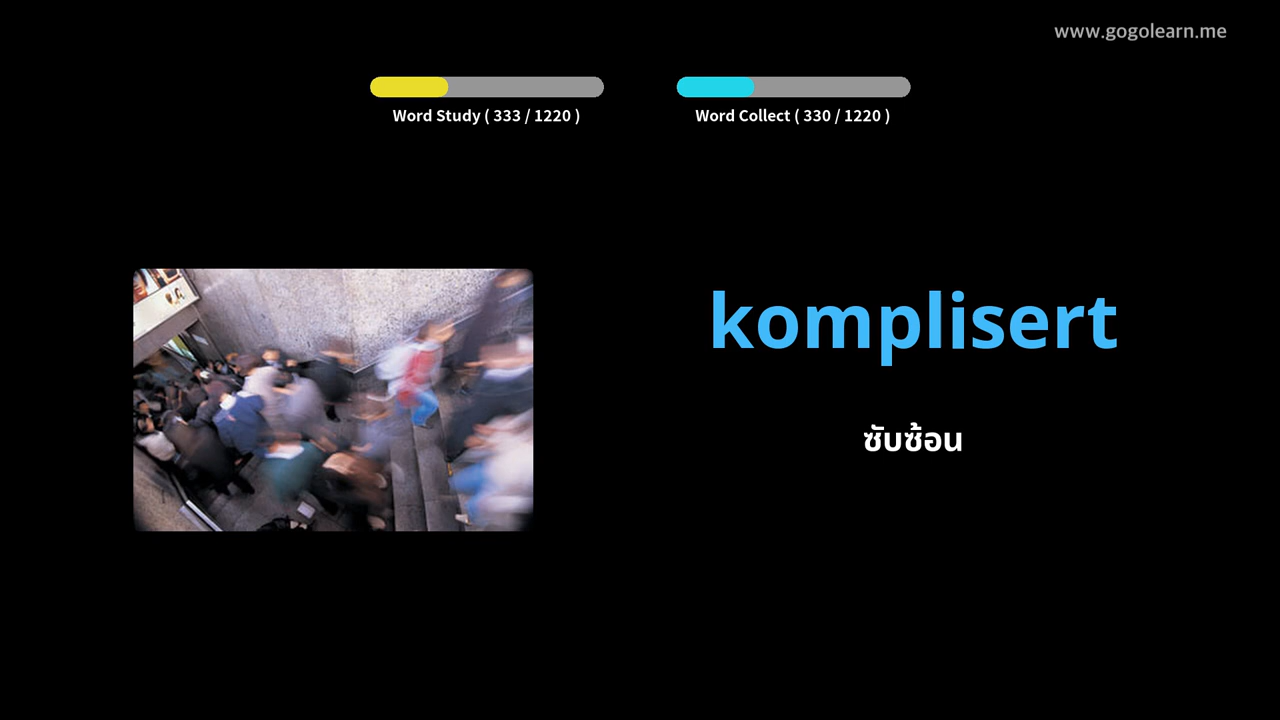 www.gogolearn.me
Word Study ( 333 / 1220 )
Word Collect ( 330 / 1220 )
komplisert
ซับซ้อน